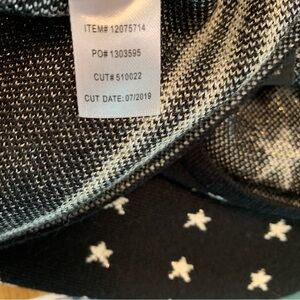 ITEM# 12075714
PO# 1303595
CUT# 510022
CUT DATE: 07/2019